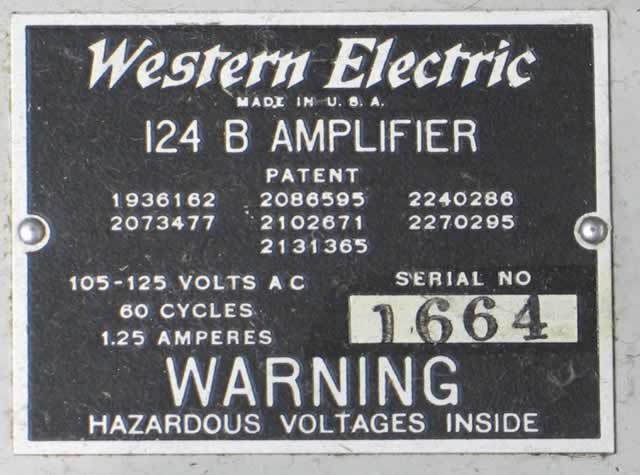 Western Electric
MADE IN U.S.A.
124 B AMPLIFIER
PATENT
1936162 2086595 2240286
2073477 2102671 2270295
2131365
105-125 VOLTS AC
60 CYCLES
1.25 AMPERES
SERIAL NO
1664
WARNING
HAZARDOUS VOLTAGES INSIDE